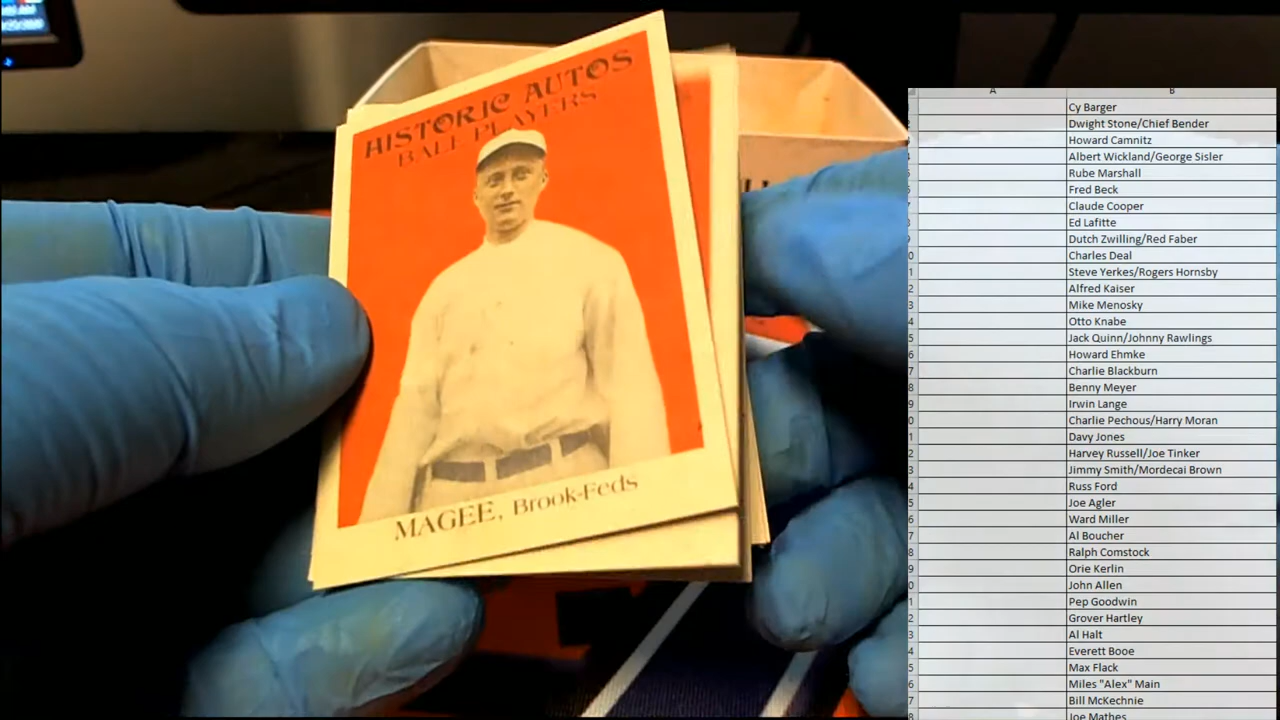 HISTORIC AUTOS
BALL PLAYERS
MAGEE, Brook-Feds
A B
Cy Barger
Dwight Stone/Chief Bender
Howard Camnitz
Albert Wickland/George Sisler
Rube Marshall
Fred Beck
Claude Cooper
Ed Lafitte
Dutch Zwilling/Red Faber
Charles Deal
Steve Yerkes/Rogers Hornsby
Alfred Kaiser
Mike Menosky
Otto Knabe
Jack Quinn/Johnny Rawlings
Howard Ehmke
Charlie Blackburn
Benny Meyer
Irwin Lange
Charlie Pechous/Harry Moran
Davy Jones
Harvey Russell/Joe Tinker
Jimmy Smith/Mordecai Brown
Russ Ford
Joe Agler
Ward Miller
Al Boucher
Ralph Comstock
Orie Kerlin
John Allen
Pep Goodwin
Grover Hartley
Al Halt
Everett Booe
Max Flack
Miles "Alex" Main
Bill McKechnie
Joe Mathes